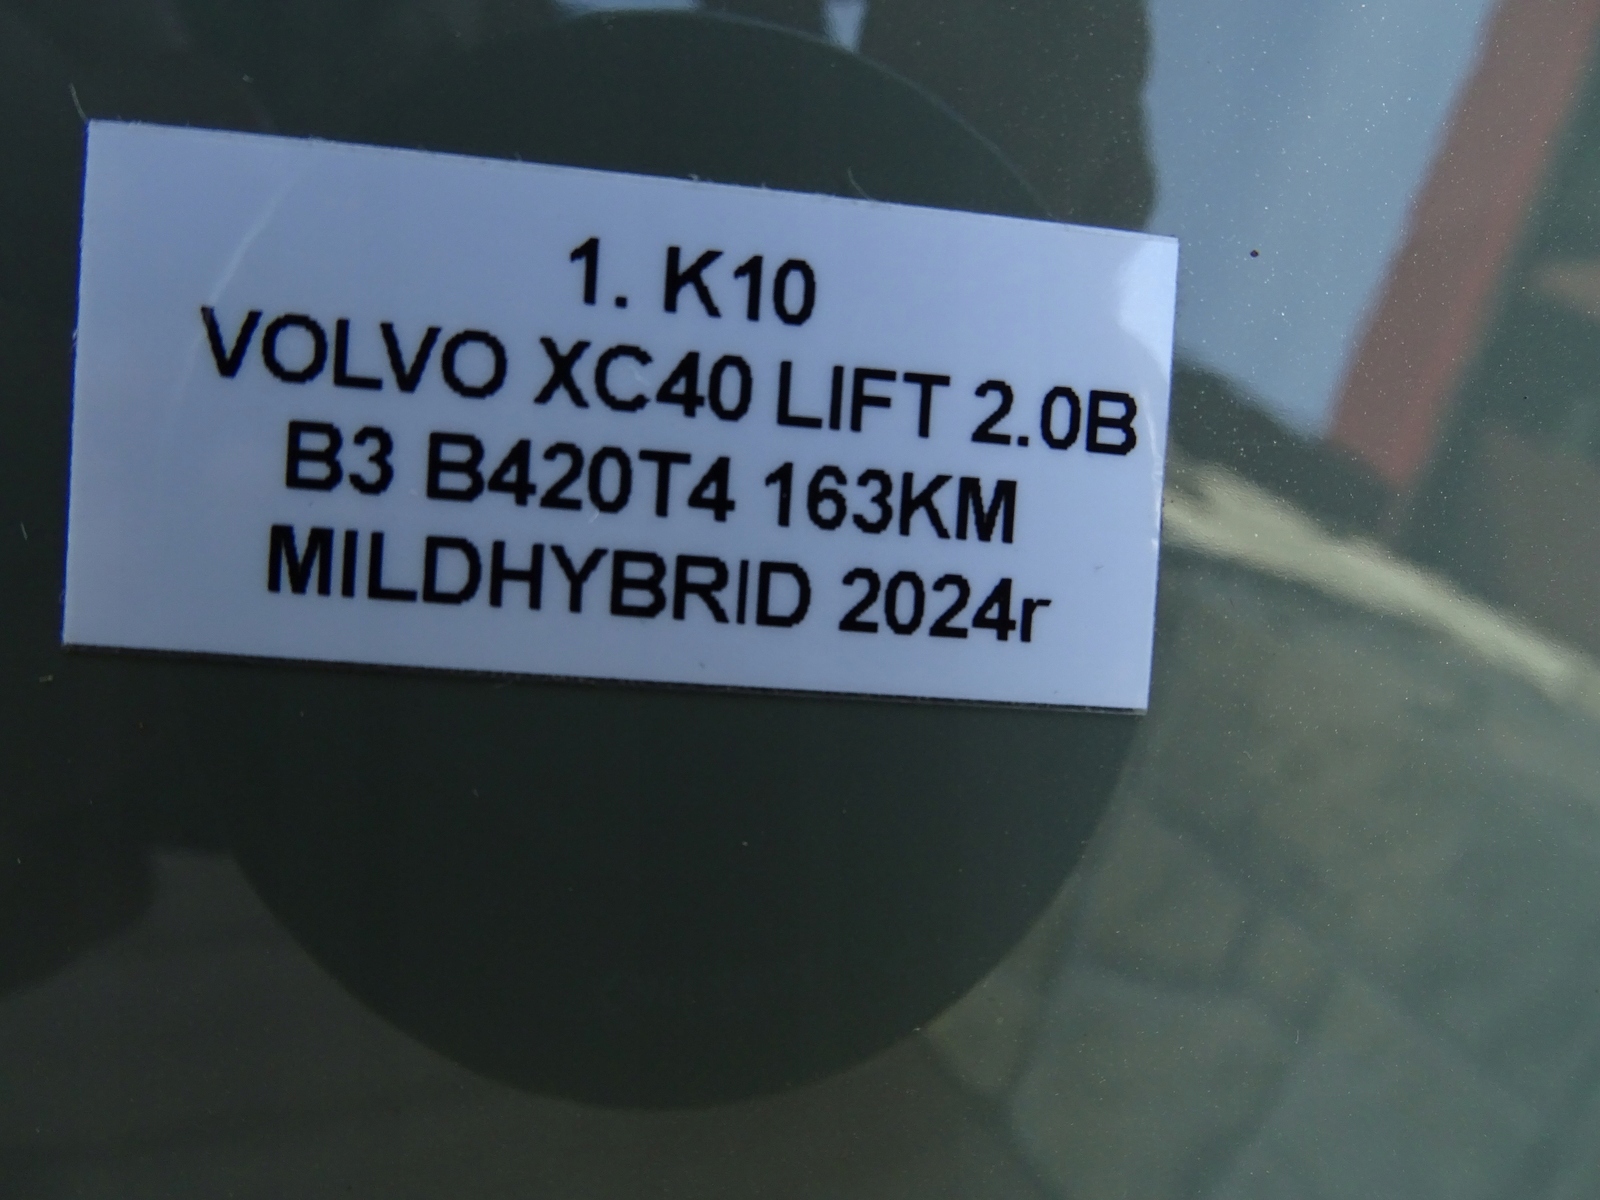 1. K10
VOLVO XC40 LIFT 2.0B
B3 B420T4 163KM
MILDHYBRID 2024r